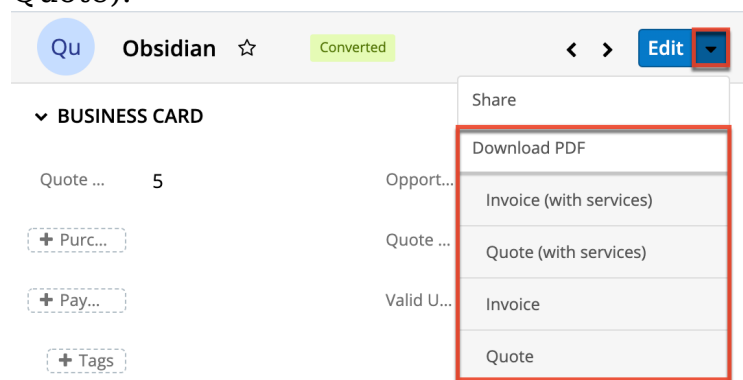 Quote).
Qu Obsidian Converted Edit
Share
BUSINESS CARD
Download PDF
Quote ... 5 Opport...
Invoice (with services)
+ Purc... Quote ...
Quote (with services)
+ Pay... Valid U...
Invoice
+ Tags
Quote